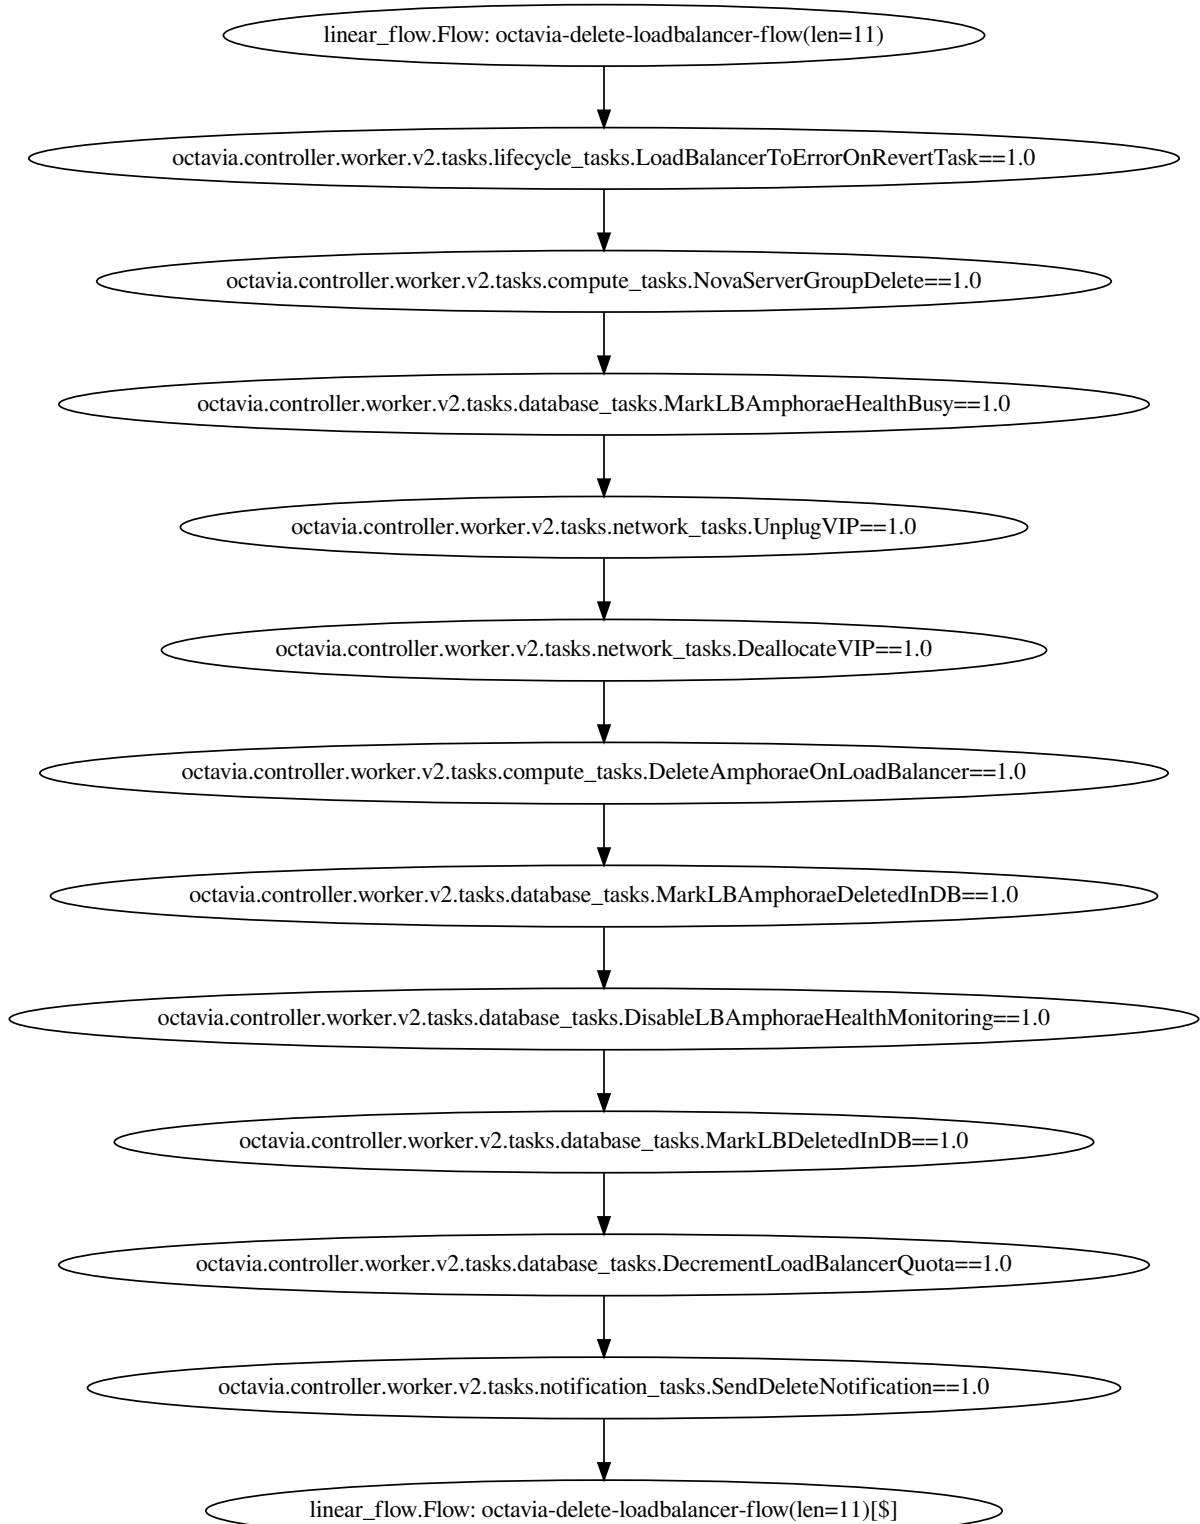 linear_flow.Flow: octavia-delete-loadbalancer-flow(len=11)
octavia.controller.worker.v2.tasks.lifecycle_tasks.LoadBalancerToErrorOnRevertTask==1.0
octavia.controller.worker.v2.tasks.compute_tasks.NovaServerGroupDelete==1.0
octavia.controller.worker.v2.tasks.database_tasks.MarkLBAmphoraeHealthBusy==1.0
octavia.controller.worker.v2.tasks.network_tasks.UnplugVIP==1.0
octavia.controller.worker.v2.tasks.network_tasks.DeallocateVIP==1.0
octavia.controller.worker.v2.tasks.compute_tasks.DeleteAmphoraeOnLoadBalancer==1.0
octavia.controller.worker.v2.tasks.database_tasks.MarkLBAmphoraeDeletedInDB==1.0
octavia.controller.worker.v2.tasks.database_tasks.DisableLBAmphoraeHealthMonitoring==1.0
octavia.controller.worker.v2.tasks.database_tasks.MarkLBDeletedInDB==1.0
octavia.controller.worker.v2.tasks.database_tasks.DecrementLoadBalancerQuota==1.0
octavia.controller.worker.v2.tasks.notification_tasks.SendDeleteNotification==1.0
linear_flow.Flow: octavia-delete-loadbalancer-flow(len=11)[$]